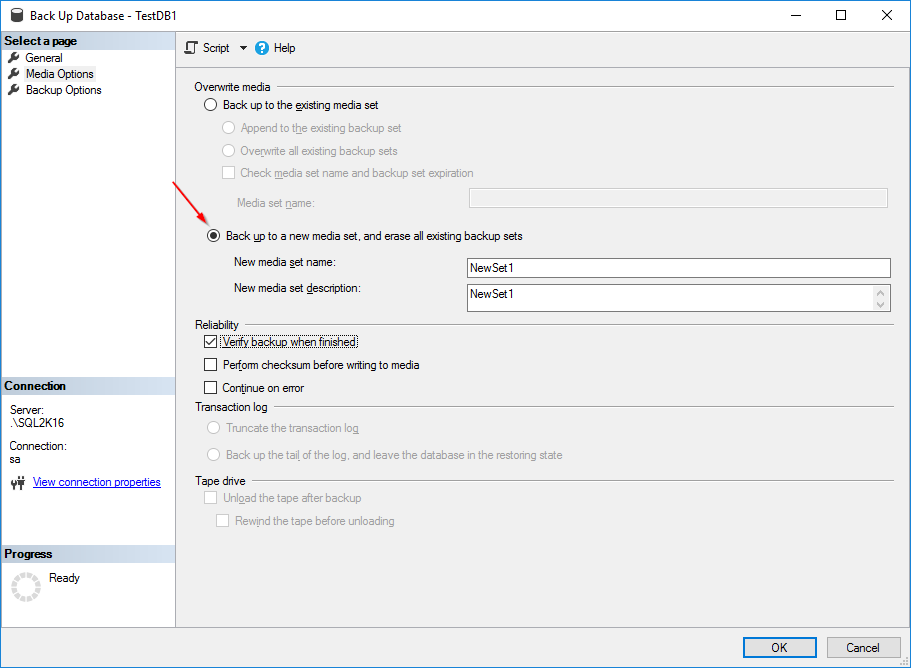 Back Up Database - TestDB1
Select a page
General
Media Options
Backup Options
Script
Help
Overwrite media
Back up to the existing media set
Append to the existing backup set
Overwrite all existing backup sets
Check media set name and backup set expiration
Media set name:
Back up to a new media set, and erase all existing backup sets
New media set name:
NewSet1
New media set description:
NewSet1
Reliability
Verify backup when finished
Perform checksum before writing to media
Continue on error
Transaction log
Truncate the transaction log
Back up the tail of the log, and leave the database in the restoring state
Tape drive
Unload the tape after backup
Rewind the tape before unloading
Connection
Server:
.\SQL2K16
Connection:
sa
View connection properties
Progress
Ready
OK
Cancel